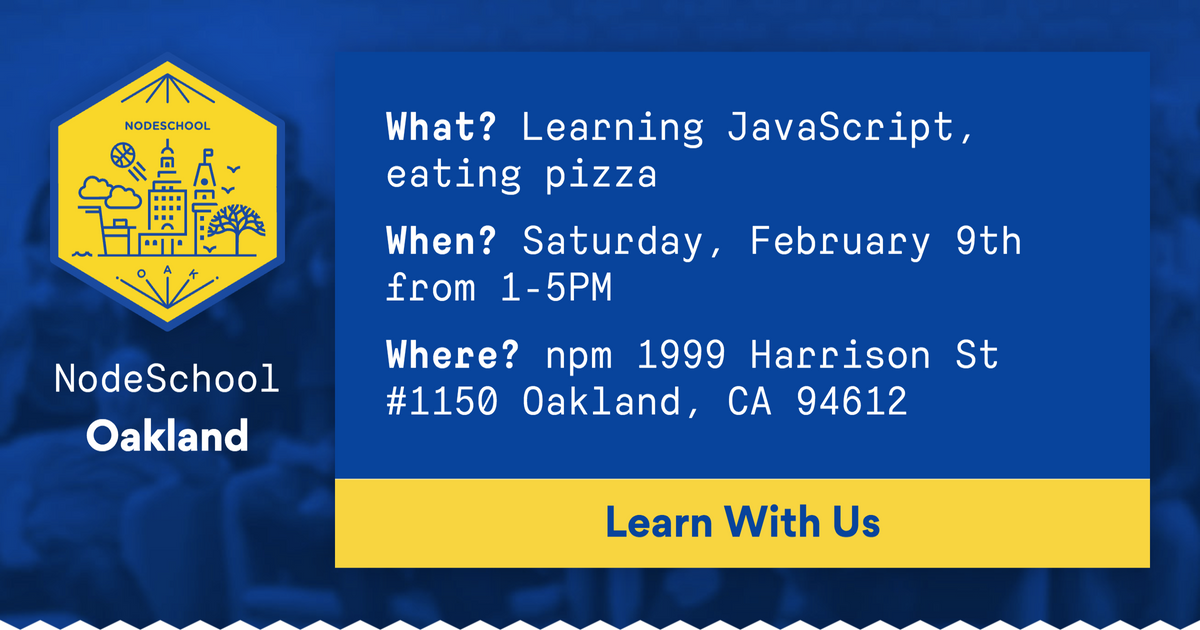 NODESCHOOL
OAK
NodeSchool
Oakland
What? Learning JavaScript,
eating pizza
When? Saturday, February 9th
from 1-5PM
Where? npm 1999 Harrison St
#1150 Oakland, CA 94612
Learn With Us